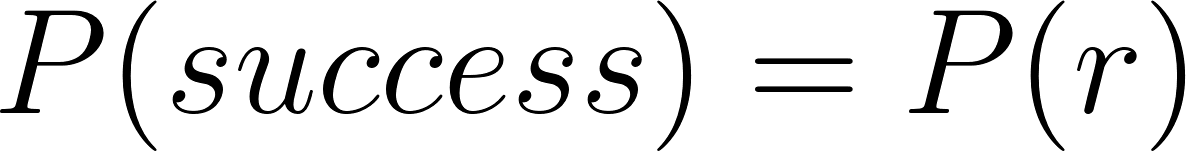 P(success) = P(r)